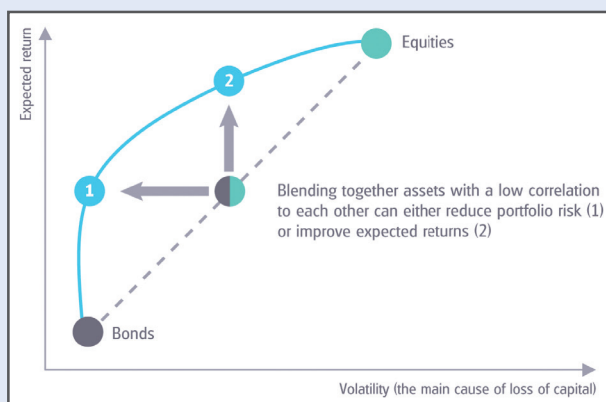 Expected return
Equities
2
1
Blending together assets with a low correlation
to each other can either reduce portfolio risk (1)
or improve expected returns (2)
Bonds
Volatility (the main cause of loss of capital)